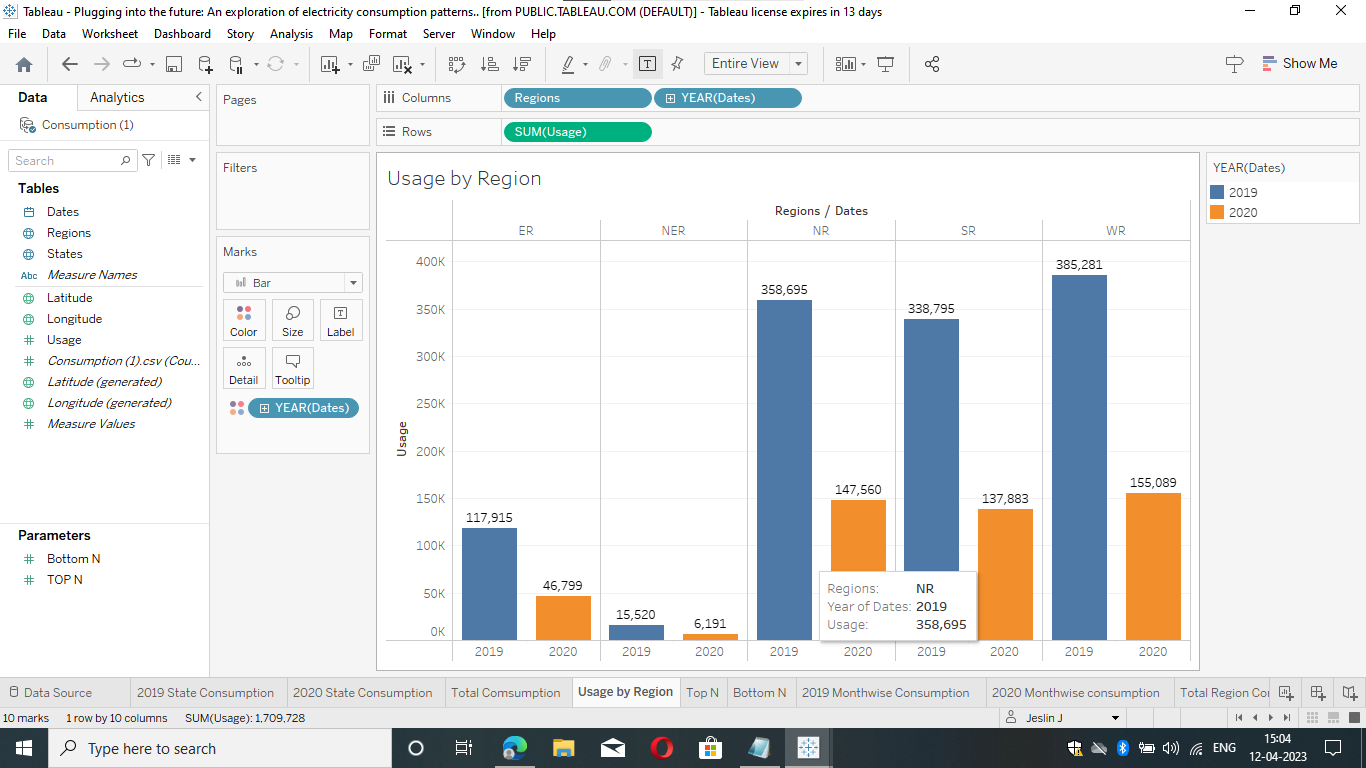 Tableau - Plugging into the future: An exploration of electricity consumption patterns.. [from PUBLIC.TABLEAU.COM (DEFAULT)] - Tableau license expires in 13 days
File Data Worksheet Dashboard Story Analysis Map Format Server Window Help
Entire View
Show Me
Data Analytics
Consumption (1)
Search
Tables
Dates
Regions
States
Abc Measure Names
Latitude
Longitude
Usage
Consumption (1).csv (Cou...
Latitude (generated)
Longitude (generated)
Measure Values
Parameters
Bottom N
TOP N
Pages
Filters
Marks
Bar
Color Size Label
Detail Tooltip
YEAR(Dates)
Columns Regions YEAR(Dates)
Rows SUM(Usage)
Usage by Region
Regions / Dates
ER NER NR SR WR
Usage
400K
350K
300K
250K
200K
150K
100K
50K
0K
117,915
46,799
15,520
6,191
358,695
147,560
338,795
137,883
385,281
155,089
Regions: NR
Year of Dates: 2019
Usage: 358,695
2019 2020 2019 2020 2019 2020 2019 2020 2019 2020
YEAR(Dates)
2019
2020
Data Source 2019 State Consumption 2020 State Consumption Total Comsumption Usage by Region Top N Bottom N 2019 Monthwise Consumption 2020 Monthwise consumption Total Region Co
10 marks 1 row by 10 columns SUM(Usage): 1,709,728 Jeslin J
Type here to search
ENG
15:04
12-04-2023